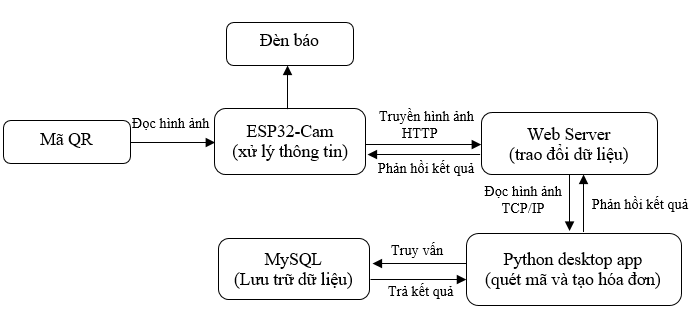 Đèn báo
Mã QR
Đọc hình ảnh
ESP32-Cam
(xử lý thông tin)
Truyền hình ảnh
HTTP
Phản hồi kết quả
Web Server
(trao đổi dữ liệu)
Đọc hình ảnh
TCP/IP
Phản hồi kết quả
MySQL
(Lưu trữ dữ liệu)
Truy vấn
Trả kết quả
Python desktop app
(quét mã và tạo hóa đơn)